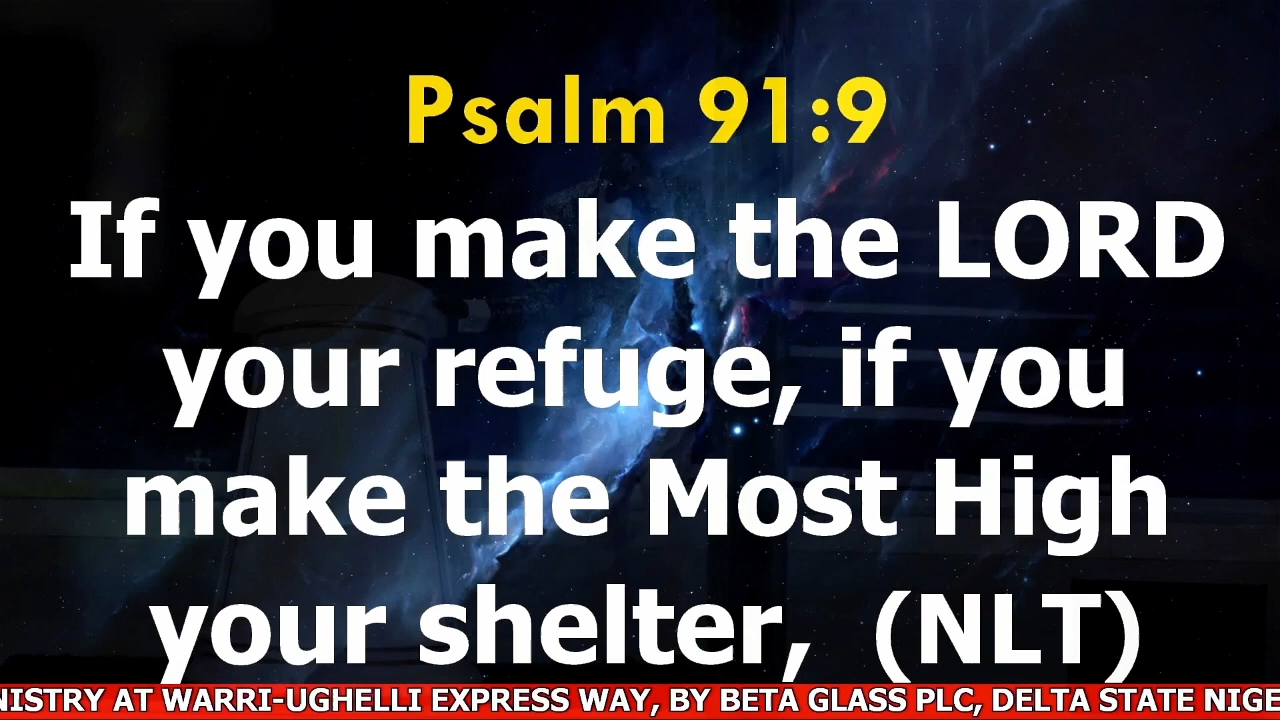 Psalm 91:9
If you make the LORD
your refuge, if you
make the Most High
your shelter, (NLT)
NISTRY AT WARRI-UGHELLI EXPRESS WAY, BY BETA GLASS PLC, DELTA STATE NIGE